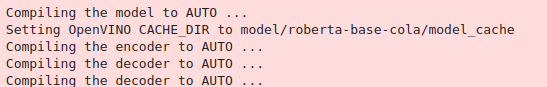 Compiling the model to AUTO ...
Setting OpenVINO CACHE_DIR to model/roberta-base-cola/model_cache
Compiling the encoder to AUTO ...
Compiling the decoder to AUTO ...
Compiling the decoder to AUTO ...